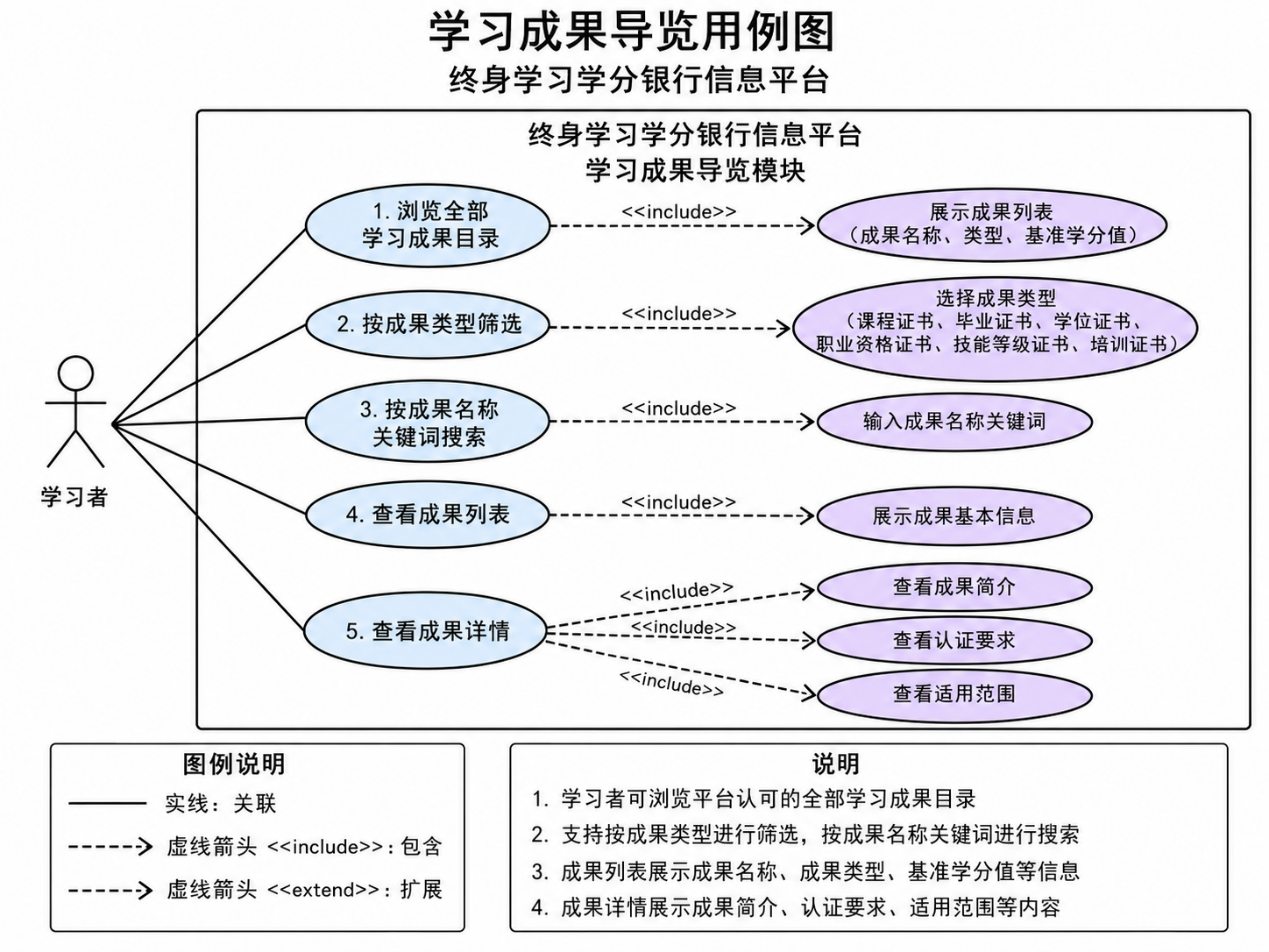 学习成果导览用例图
终身学习学分银行信息平台
终身学习学分银行信息平台
学习成果导览模块
1. 浏览全部
学习成果目录
<<include>>
展示成果列表
（成果名称、类型、基准学分值）
2. 按成果类型筛选
<<include>>
选择成果类型
（课程证书、毕业证书、学位证书、
职业资格证书、技能等级证书、培训证书）
3. 按成果名称
关键词搜索
<<include>>
输入成果名称关键词
4. 查看成果列表
<<include>>
展示成果基本信息
5. 查看成果详情
<<include>>
查看成果简介
<<include>>
查看认证要求
<<include>>
查看适用范围
学习者
图例说明
实线：关联
虚线箭头 <<include>>：包含
虚线箭头 <<extend>>：扩展
说明
1. 学习者可浏览平台认可的全部学习成果目录
2. 支持按成果类型进行筛选，按成果名称关键词进行搜索
3. 成果列表展示成果名称、成果类型、基准学分值等信息
4. 成果详情展示成果简介、认证要求、适用范围等内容